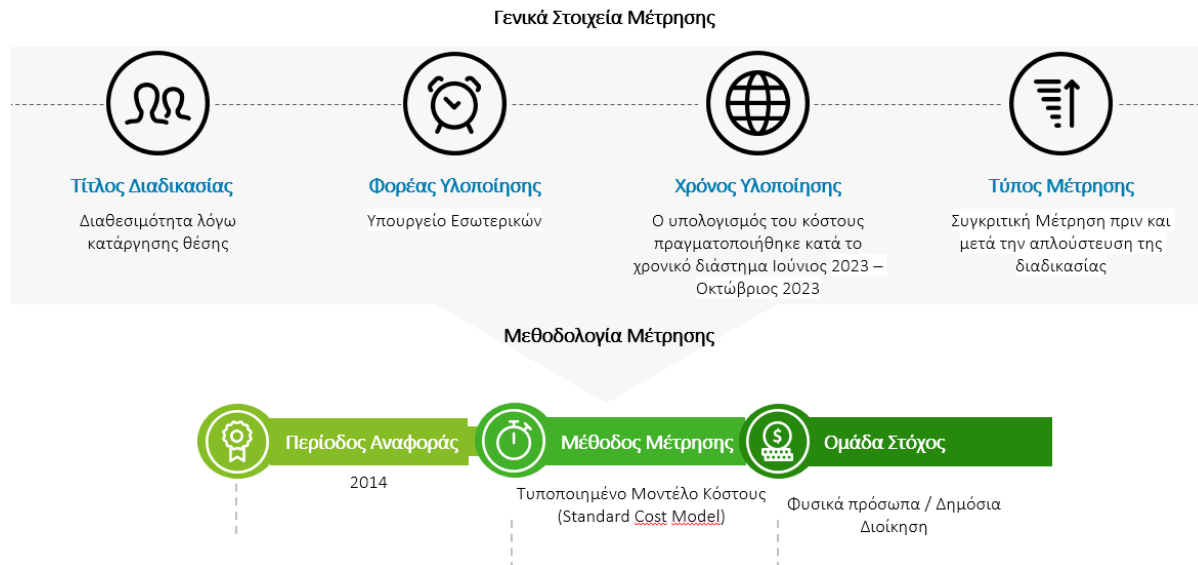 Γενικά Στοιχεία Μέτρησης
Τίτλος Διαδικασίας
Διαθεσιμότητα λόγω
κατάργησης θέσης
Φορέας Υλοποίησης
Υπουργείο Εσωτερικών
Χρόνος Υλοποίησης
Ο υπολογισμός του κόστους
πραγματοποιήθηκε κατά το
χρονικό διάστημα Ιούνιος 2023 –
Οκτώβριος 2023
Τύπος Μέτρησης
Συγκριτική Μέτρηση πριν και
μετά την απλούστευση της
διαδικασίας
Μεθοδολογία Μέτρησης
Περίοδος Αναφοράς
2014
Μέθοδος Μέτρησης
Τυποποιημένο Μοντέλο Κόστους
(Standard Cost Model)
Ομάδα Στόχος
Φυσικά πρόσωπα / Δημόσια
Διοίκηση